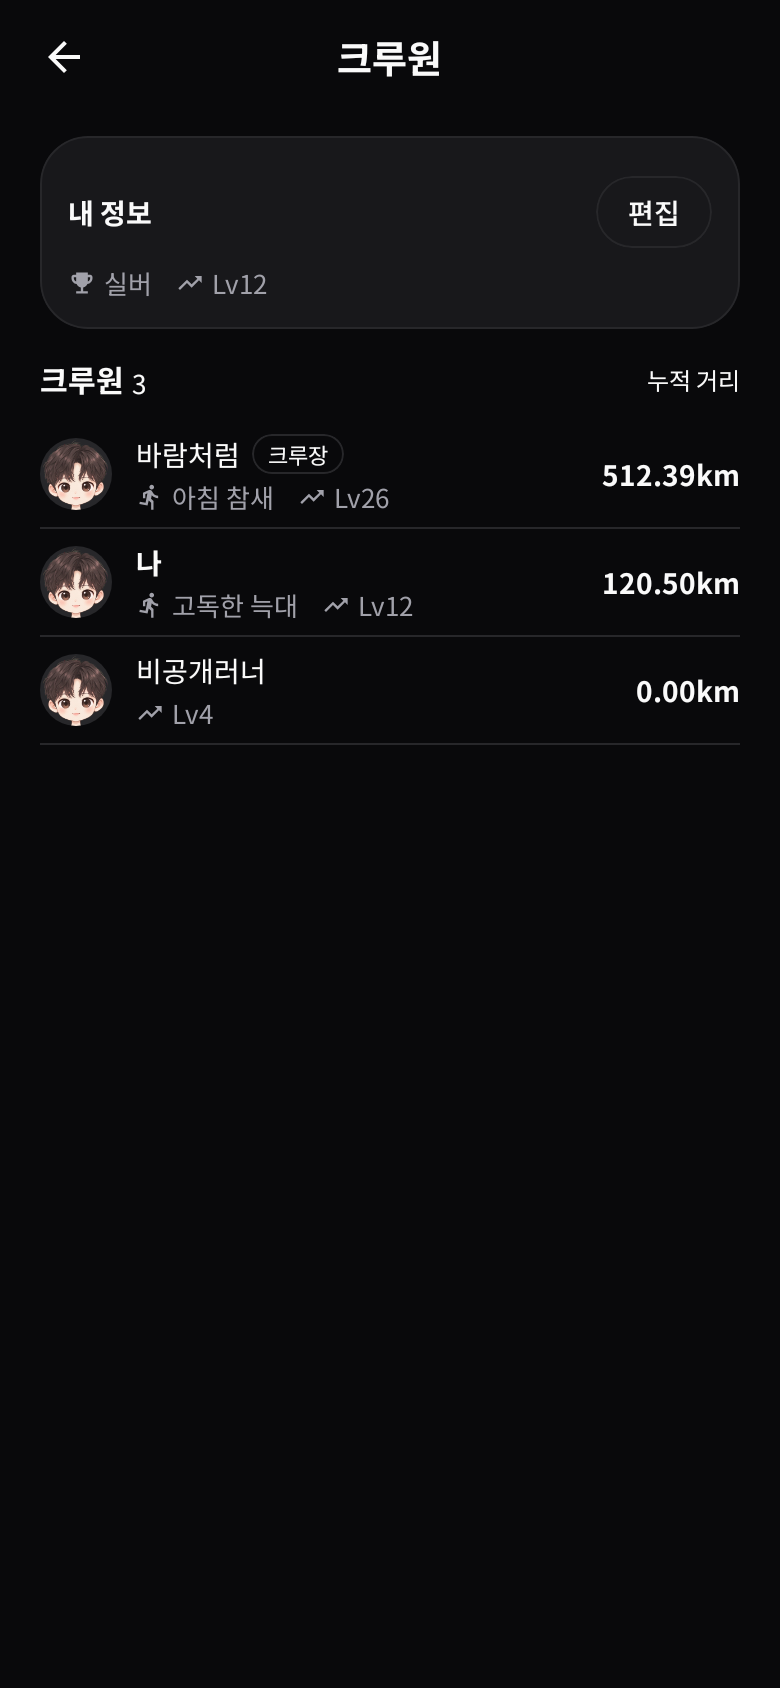 크루원
내 정보
편집
실버 Lv12
크루원 3
누적 거리
바람처럼 크루장
아침 참새 Lv26
512.39km
나
고독한 늑대 Lv12
120.50km
비공개러너
Lv4
0.00km